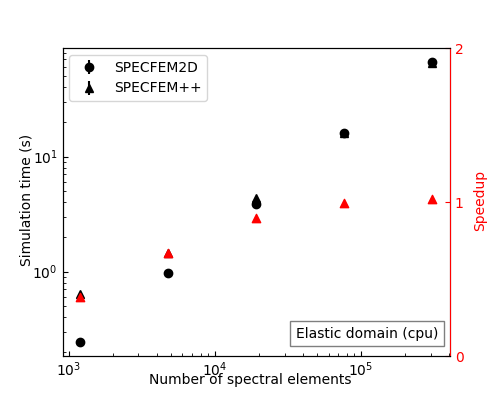 SPECFEM2D
SPECFEM++
Simulation time (s)
10¹
10⁰
2
1
0
Speedup
Elastic domain (cpu)
10³
10⁴
10⁵
Number of spectral elements